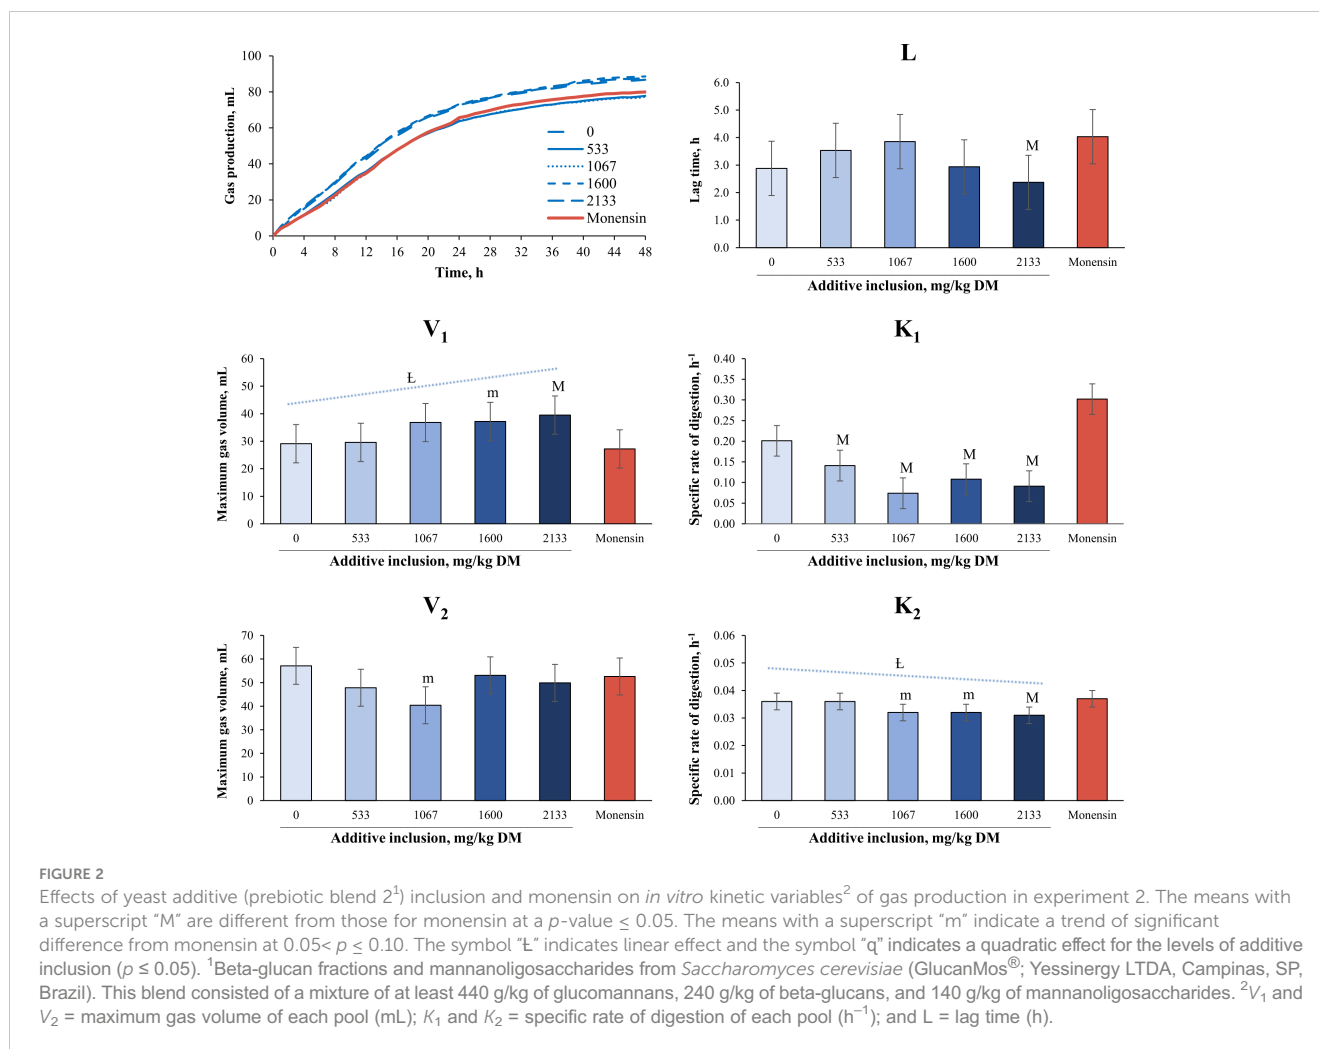 L
Gas production, mL
100
80
60
40
20
0
0
533
1067
1600
2133
Monensin
0 4 8 12 16 20 24 28 32 36 40 44 48
Time, h
Lag time, h
6.0
5.0
4.0
3.0
2.0
1.0
0.0
M
0 533 1067 1600 2133 Monensin
Additive inclusion, mg/kg DM
V1
Maximum gas volume, mL
60
50
40
30
20
10
0
Ł
m
M
0 533 1067 1600 2133 Monensin
Additive inclusion, mg/kg DM
K1
Specific rate of digestion, h-1
0.40
0.35
0.30
0.25
0.20
0.15
0.10
0.05
0.00
M
M
M
M
0 533 1067 1600 2133 Monensin
Additive inclusion, mg/kg DM
V2
Maximum gas volume, mL
70
60
50
40
30
20
10
0
m
0 533 1067 1600 2133 Monensin
Additive inclusion, mg/kg DM
K2
Specific rate of digestion, h-1
0.06
0.05
0.04
0.03
0.02
0.01
0.00
Ł
m
m
M
0 533 1067 1600 2133 Monensin
Additive inclusion, mg/kg DM
FIGURE 2
Effects of yeast additive (prebiotic blend 2¹) inclusion and monensin on in vitro kinetic variables² of gas production in experiment 2. The means with
a superscript "M" are different from those for monensin at a p-value ≤ 0.05. The means with a superscript "m" indicate a trend of significant
difference from monensin at 0.05< p ≤ 0.10. The symbol "Ł" indicates linear effect and the symbol "q" indicates a quadratic effect for the levels of additive
inclusion (p ≤ 0.05). ¹Beta-glucan fractions and mannanoligosaccharides from Saccharomyces cerevisiae (GlucanMos®; Yessinergy LTDA, Campinas, SP,
Brazil). This blend consisted of a mixture of at least 440 g/kg of glucomannans, 240 g/kg of beta-glucans, and 140 g/kg of mannanoligosaccharides. ²V1 and
V2 = maximum gas volume of each pool (mL); K1 and K2 = specific rate of digestion of each pool (h⁻¹); and L = lag time (h).